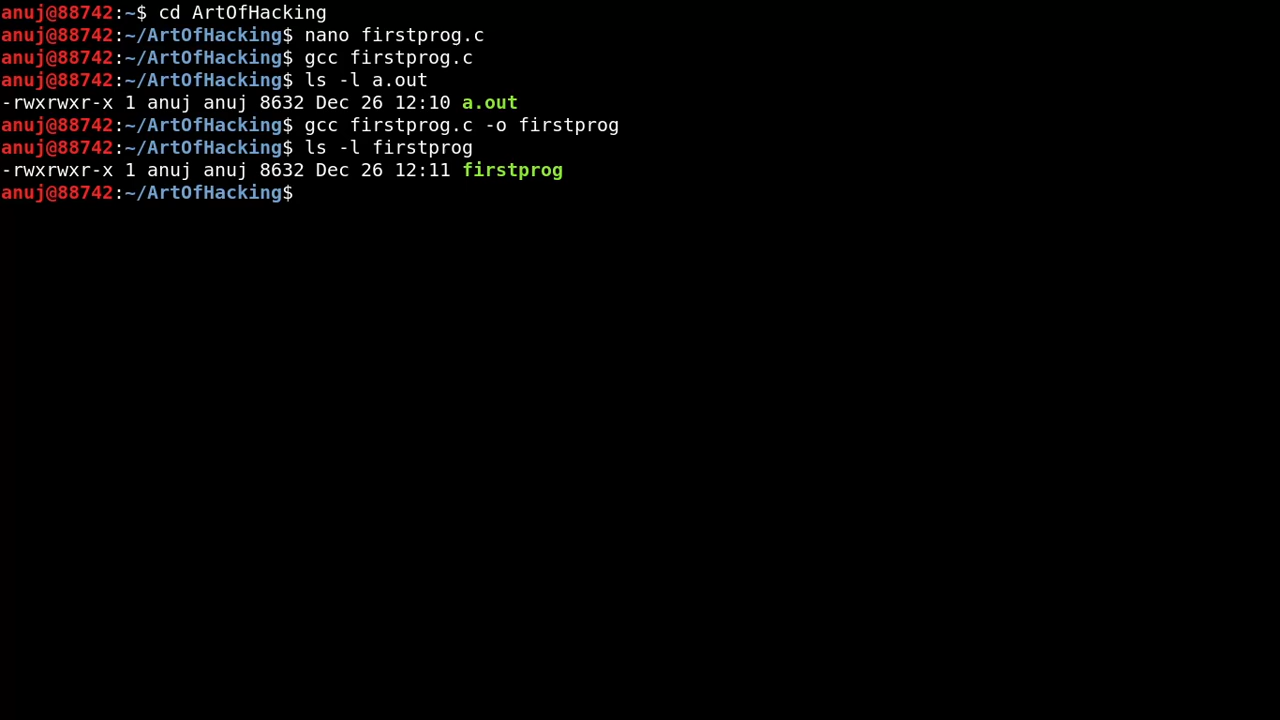 anuj@88742:~$ cd ArtOfHacking
anuj@88742:~/ArtOfHacking$ nano firstprog.c
anuj@88742:~/ArtOfHacking$ gcc firstprog.c
anuj@88742:~/ArtOfHacking$ ls -l a.out
-rwxrwxr-x 1 anuj anuj 8632 Dec 26 12:10 a.out
anuj@88742:~/ArtOfHacking$ gcc firstprog.c -o firstprog
anuj@88742:~/ArtOfHacking$ ls -l firstprog
-rwxrwxr-x 1 anuj anuj 8632 Dec 26 12:11 firstprog
anuj@88742:~/ArtOfHacking$